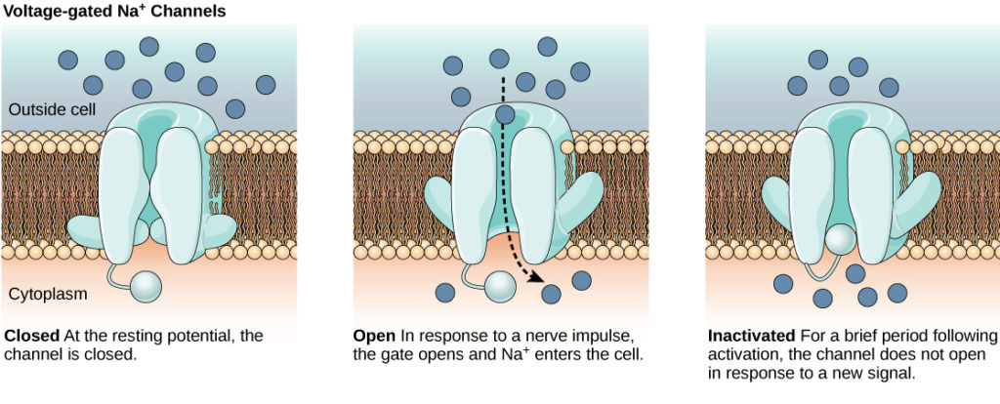 Voltage-gated Na⁺ Channels
Outside cell
Cytoplasm
Closed At the resting potential, the
channel is closed.
Open In response to a nerve impulse,
the gate opens and Na⁺ enters the cell.
Inactivated For a brief period following
activation, the channel does not open
in response to a new signal.